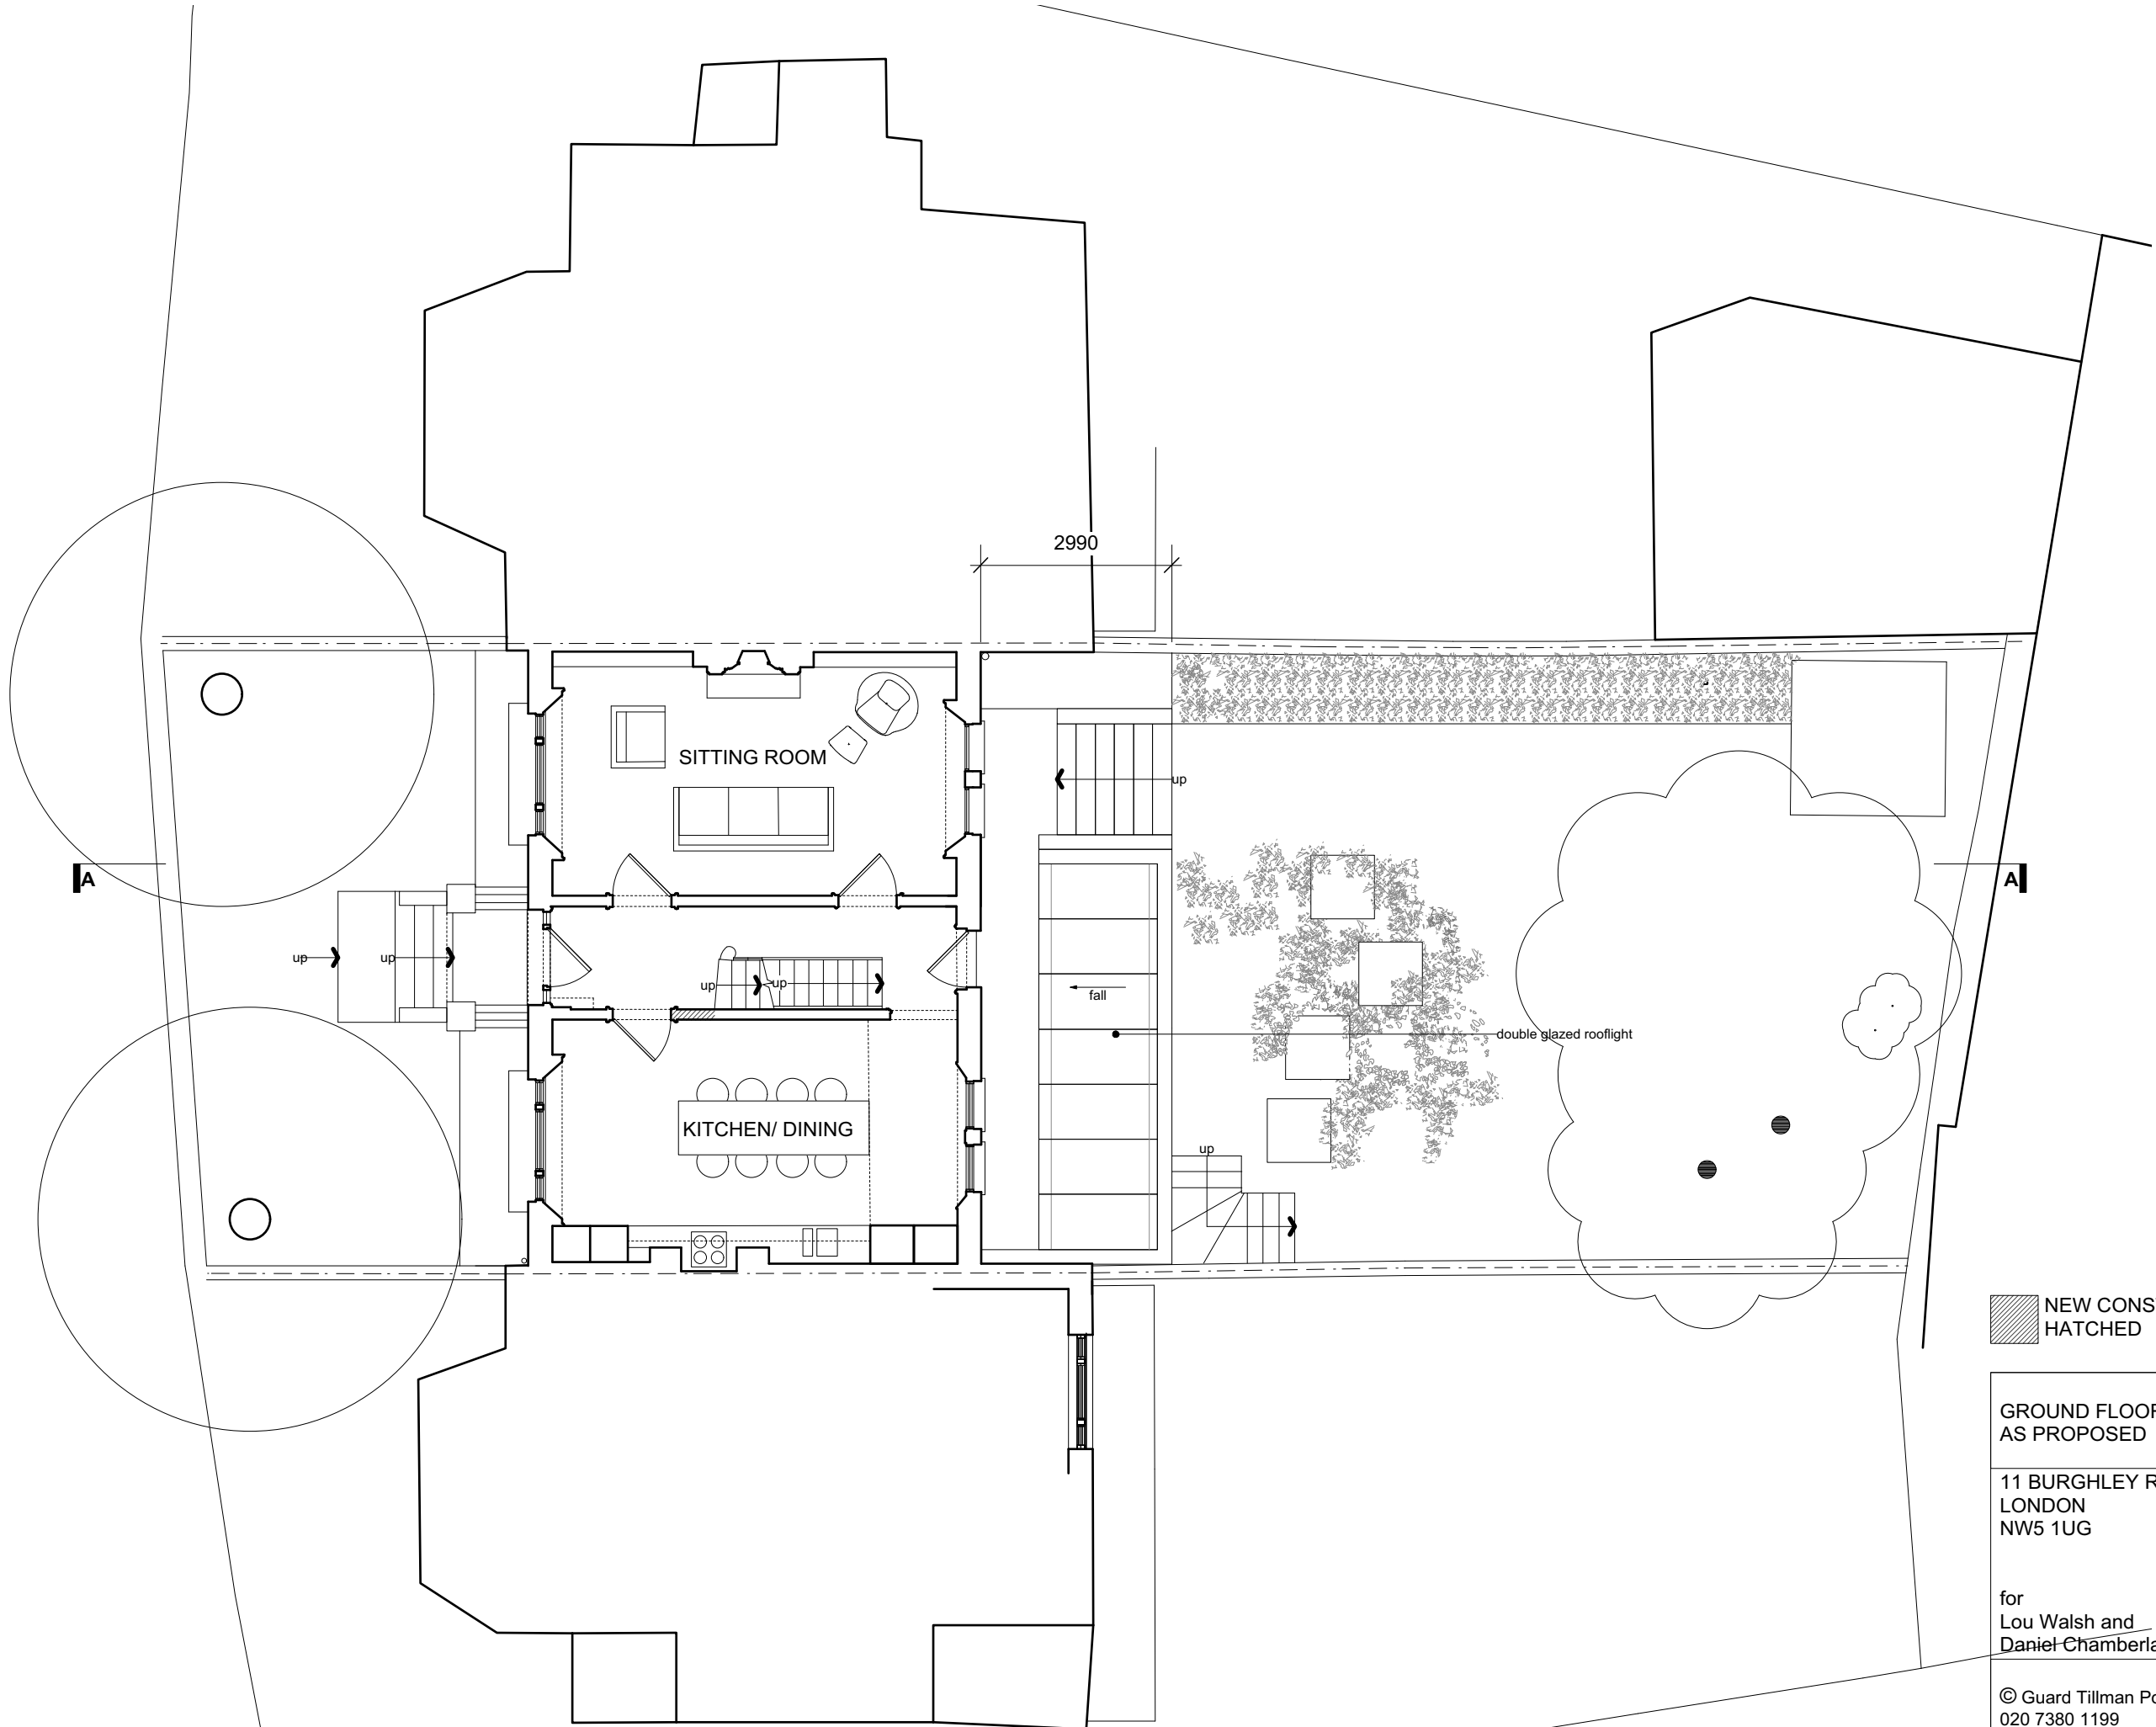 2990
SITTING ROOM
up
A
A
up
up
up
up
fall
double glazed rooflight
KITCHEN/ DINING
up
NEW CONS
HATCHED
GROUND FLOOR
AS PROPOSED
11 BURGHLEY R
LONDON
NW5 1UG
for
Lou Walsh and
Daniel Chamberla
© Guard Tillman Po
020 7380 1199